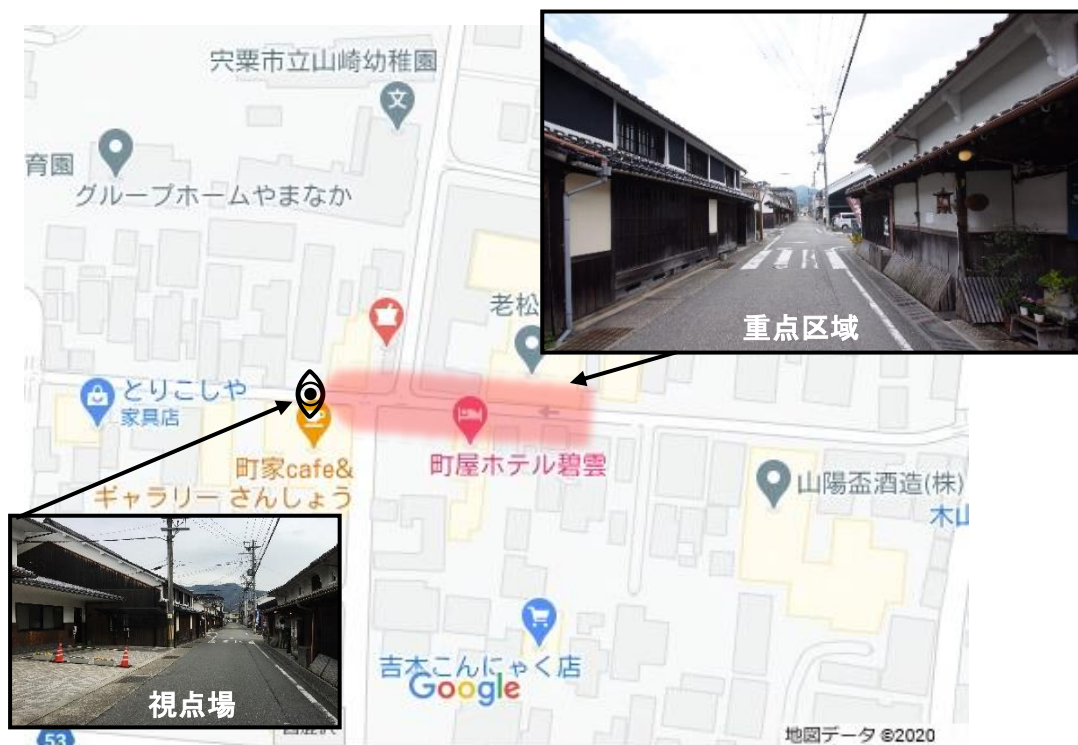 宍粟市立山崎幼稚園
育園
グループホームやまなか
老松
重点区域
とりこしや
家具店
町家cafe&
ギャラリー さんしょう
町屋ホテル碧雲
山陽盃酒造(株)
木山
吉木こんにゃく店
Google
視点場
53
地図データ ©2020